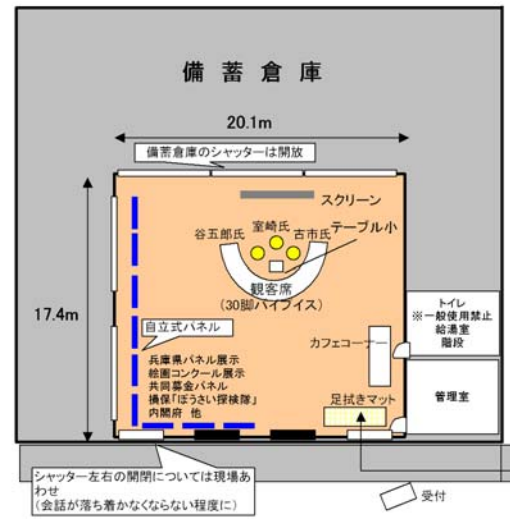 備蓄倉庫
20.1m
備蓄倉庫のシャッターは開放
スクリーン
室崎氏
谷五郎氏
古市氏
テーブル小
観客席
(30脚パイプイス)
17.4m
トイレ
※一般使用禁止
給湯室
階段
自立式パネル
カフェコーナー
兵庫県パネル展示
絵画コンクール展示
共同募金パネル
損保「ぼうさい探検隊」
内閣府 他
足拭きマット
管理室
シャッター左右の開閉については現場あ
わせ
(会話が落ち着かなくならない程度に)
受付